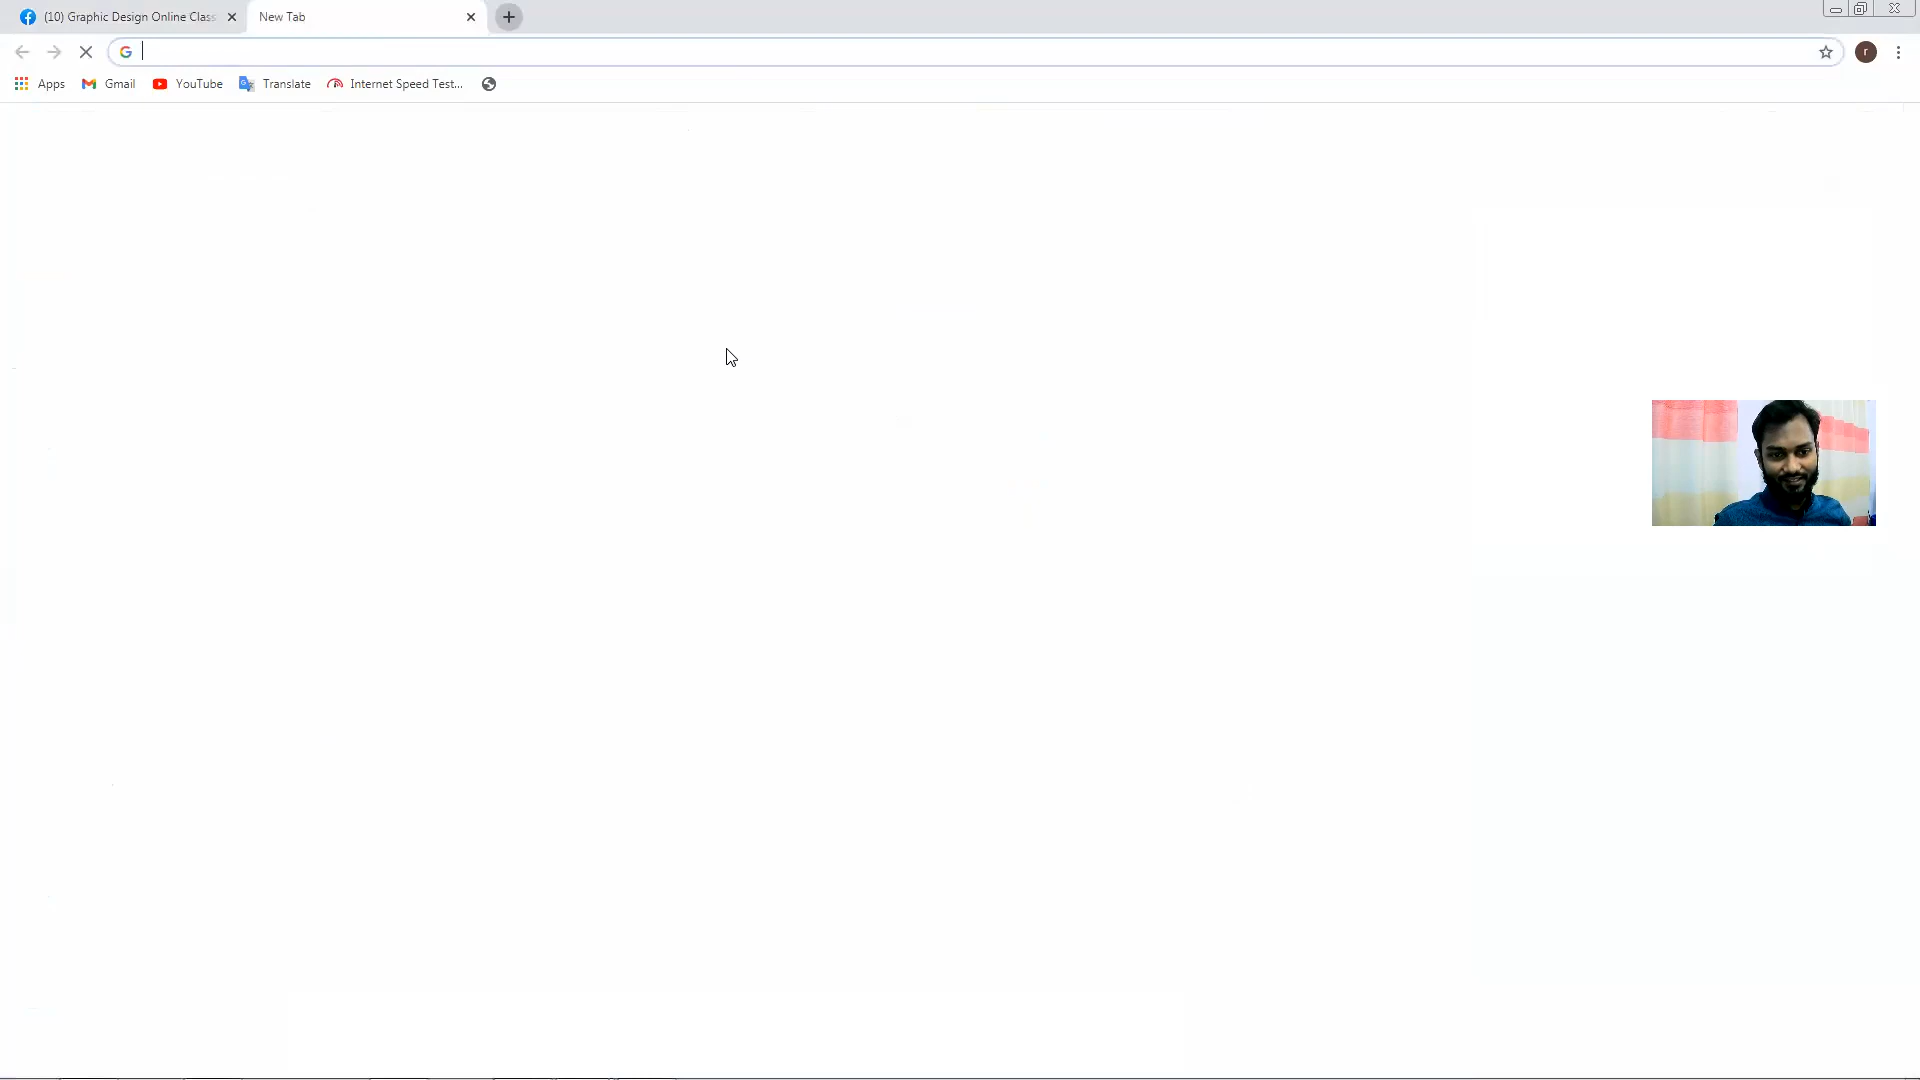 (10) Graphic Design Online Class
New Tab
Apps
Gmail
YouTube
Translate
Internet Speed Test...
r